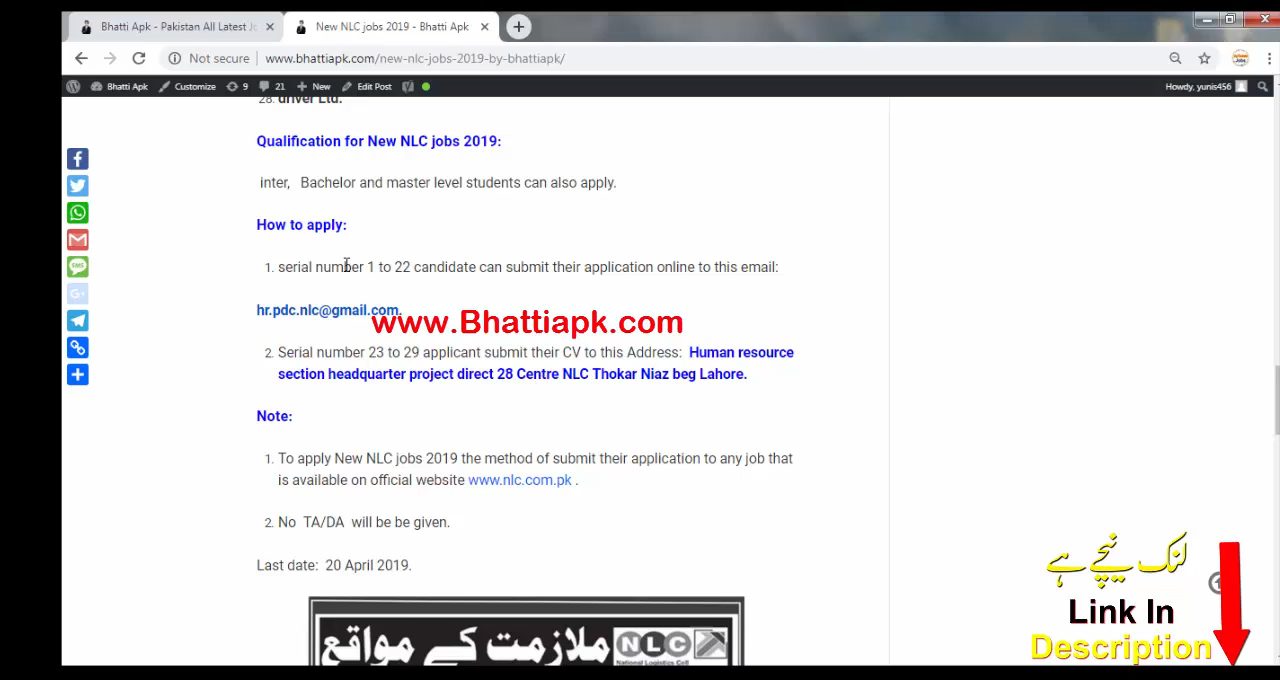 Bhatti Apk - Pakistan All Latest Jo
New NLC jobs 2019 - Bhatti Apk
Not secure
www.bhattiapk.com/new-nlc-jobs-2019-by-bhattiapk/
Bhatti Apk
Customize
9
21
New
Edit Post
Howdy, yunis456
28. driver Ltd.
Qualification for New NLC jobs 2019:
inter, Bachelor and master level students can also apply.
How to apply:
1. serial number 1 to 22 candidate can submit their application online to this email:
hr.pdc.nlc@gmail.com.
www.Bhattiapk.com
2. Serial number 23 to 29 applicant submit their CV to this Address: Human resource
section headquarter project direct 28 Centre NLC Thokar Niaz beg Lahore.
Note:
1. To apply New NLC jobs 2019 the method of submit their application to any job that
is available on official website www.nlc.com.pk .
2. No TA/DA will be be given.
Last date: 20 April 2019.
ملازمت کے مواقع
NLC
National Logistics Cell
لنک نیچے ہے
Link In
Description
SMS
G+